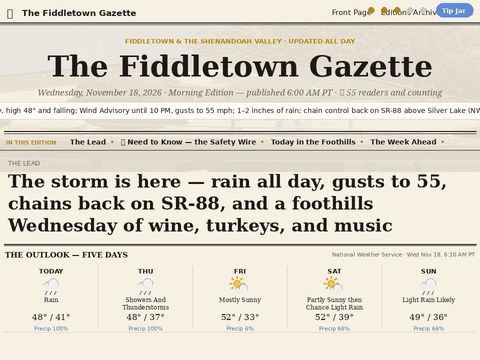 The Fiddletown Gazette
Front Page Editions Archiv Tip Jar
FIDDLETOWN & THE SHENANDOAH VALLEY · UPDATED ALL DAY
The Fiddletown Gazette
Wednesday, November 18, 2026 · Morning Edition — published 6:00 AM PT · 55 readers and counting
, high 48° and falling; Wind Advisory until 10 PM, gusts to 55 mph; 1–2 inches of rain; chain control back on SR-88 above Silver Lake (NW
IN THIS EDITION The Lead • Need to Know — the Safety Wire • Today in the Foothills • The Week Ahead •
THE LEAD
The storm is here — rain all day, gusts to 55,
chains back on SR-88, and a foothills
Wednesday of wine, turkeys, and music
THE OUTLOOK — FIVE DAYS
National Weather Service · Wed Nov 18, 6:10 AM PT
TODAY
Rain
48° / 41°
Precip 100%
THU
Showers And
Thunderstorms
48° / 37°
Precip 100%
FRI
Mostly Sunny
52° / 33°
Precip 6%
SAT
Partly Sunny then
Chance Light Rain
52° / 39°
Precip 66%
SUN
Light Rain Likely
49° / 36°
Precip 66%